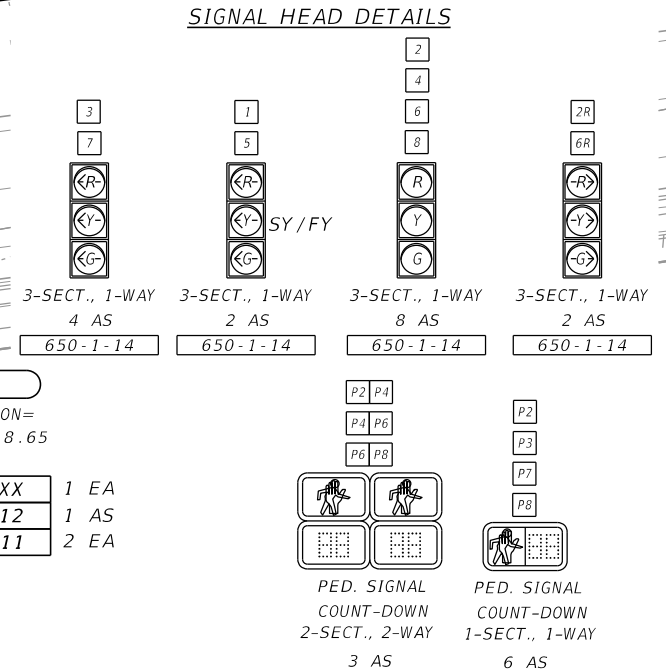 SIGNAL HEAD DETAILS
3
7
<R-
<Y-
<G-
3-SECT., 1-WAY
4 AS
650-1-14
1
5
<R-
<Y- SY/FY
<G-
3-SECT., 1-WAY
2 AS
650-1-14
2
4
6
8
R
Y
G
3-SECT., 1-WAY
8 AS
650-1-14
2R
6R
-R>
-Y>
-G>
3-SECT., 1-WAY
2 AS
650-1-14
ON=
8.65
XX 1 EA
12 1 AS
11 2 EA
P2 P4
P4 P6
P6 P8
PED. SIGNAL
COUNT-DOWN
2-SECT., 2-WAY
3 AS
P2
P3
P7
P8
PED. SIGNAL
COUNT-DOWN
1-SECT., 1-WAY
6 AS